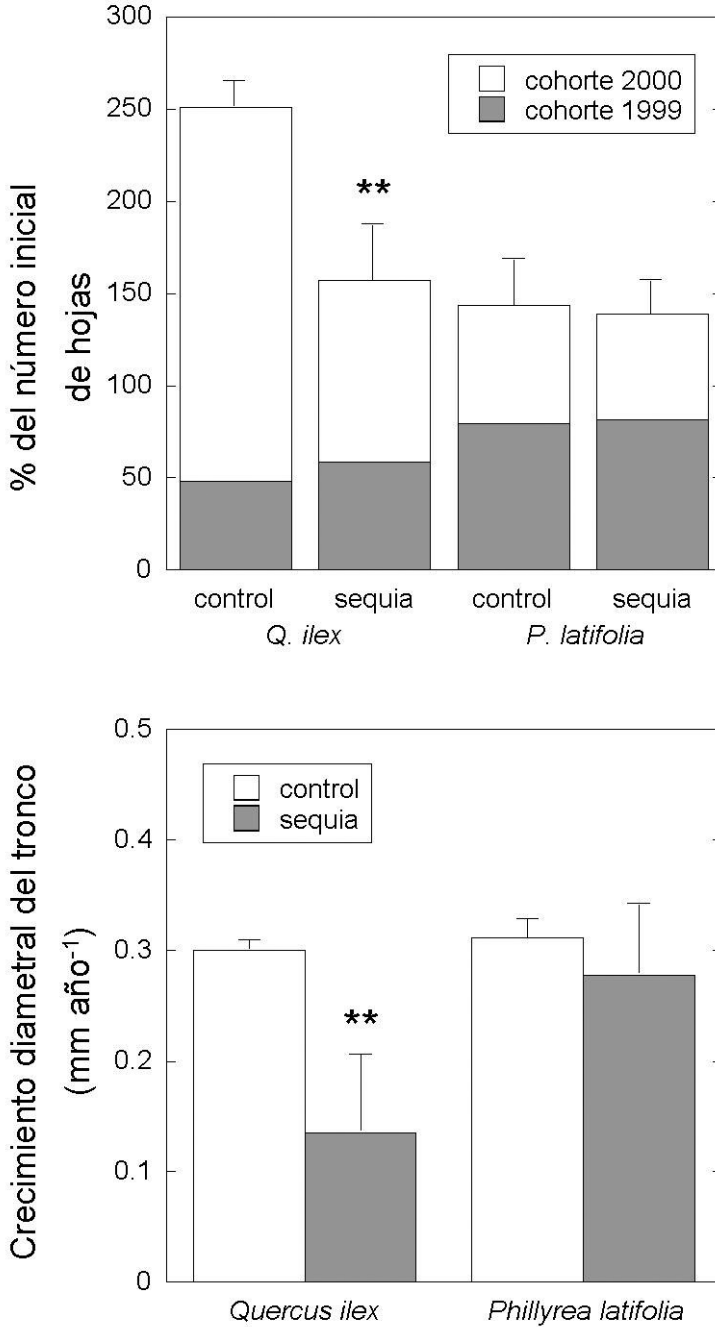 % del número inicial
de hojas
300
250
200
150
100
50
0
cohorte 2000
cohorte 1999
**
control sequia control sequia
Q. ilex P. latifolia
Crecimiento diametral del tronco
(mm año-1)
0.5
0.4
0.3
0.2
0.1
0
control
sequia
**
Quercus ilex Phillyrea latifolia